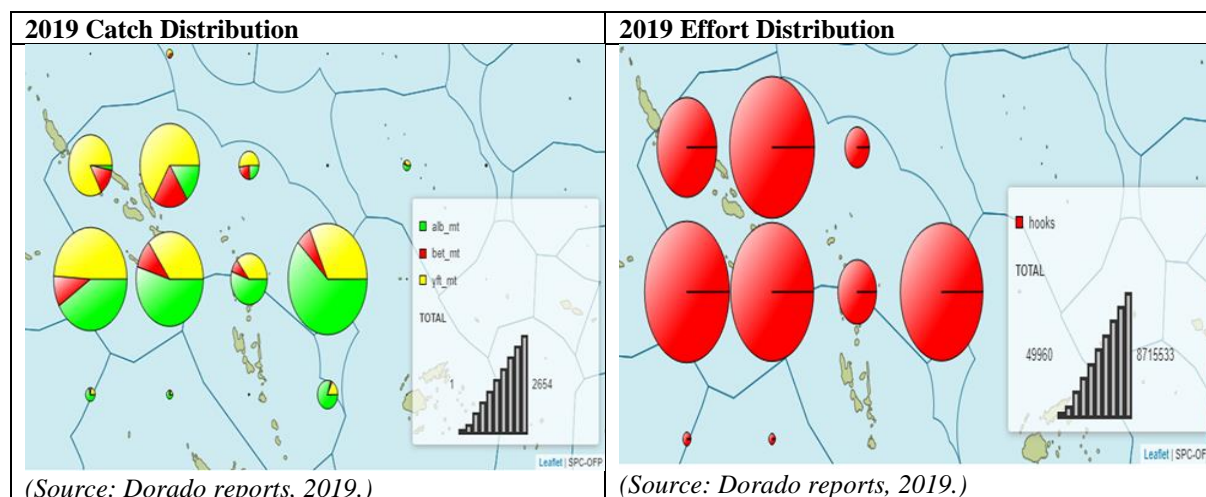 2019 Catch Distribution
alb_mt
bet_mt
yft_mt
TOTAL
1
2654
Leaflet | SPC-OFP
(Source: Dorado reports, 2019.)
2019 Effort Distribution
hooks
TOTAL
49960
8715533
Leaflet | SPC-OF
(Source: Dorado reports, 2019.)